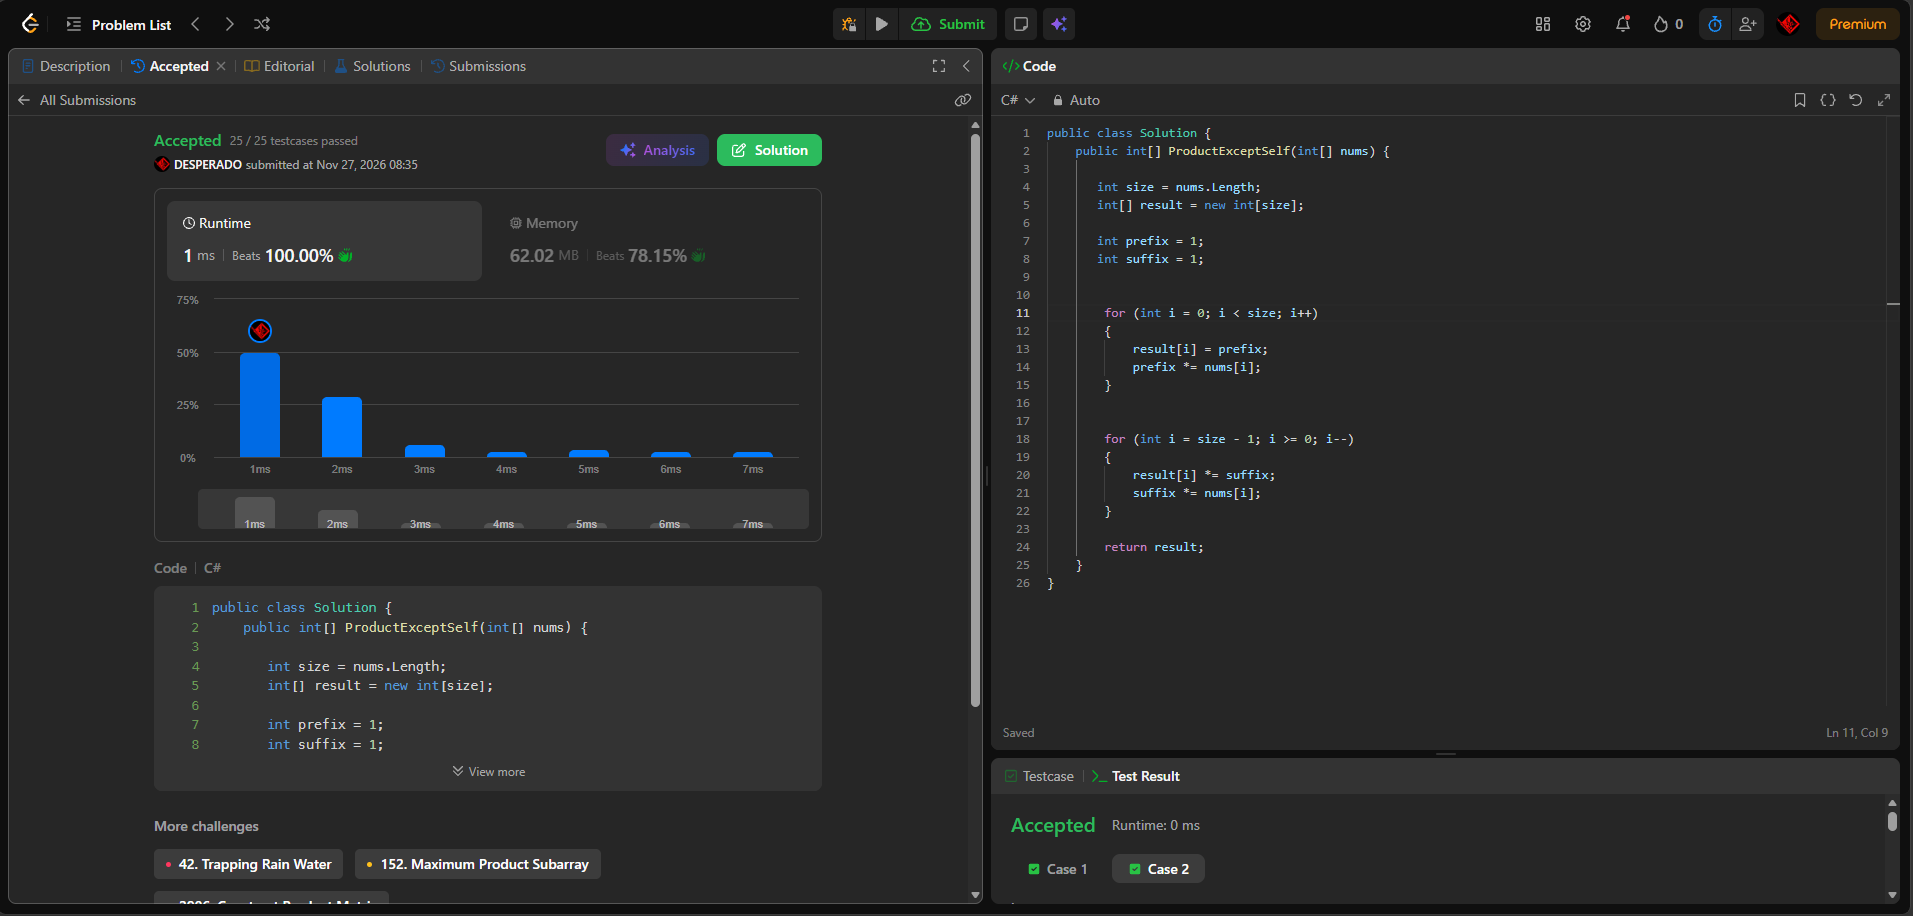 Problem List
Submit
0
Premium
Description
Accepted
Editorial
Solutions
Submissions
All Submissions
Accepted 25 / 25 testcases passed
DESPERADO submitted at Nov 27, 2026 08:35
Analysis
Solution
Runtime
1 ms Beats 100.00%
Memory
62.02 MB Beats 78.15%
75%
50%
25%
0%
1ms 2ms 3ms 4ms 5ms 6ms 7ms
1ms 2ms 3ms 4ms 5ms 6ms 7ms
Code C#
1 public class Solution {
2 public int[] ProductExceptSelf(int[] nums) {
3
4 int size = nums.Length;
5 int[] result = new int[size];
6
7 int prefix = 1;
8 int suffix = 1;
View more
More challenges
42. Trapping Rain Water
152. Maximum Product Subarray
</> Code
C# Auto
1 public class Solution {
2 public int[] ProductExceptSelf(int[] nums) {
3
4 int size = nums.Length;
5 int[] result = new int[size];
6
7 int prefix = 1;
8 int suffix = 1;
9
10
11 for (int i = 0; i < size; i++)
12 {
13 result[i] = prefix;
14 prefix *= nums[i];
15 }
16
17
18 for (int i = size - 1; i >= 0; i--)
19 {
20 result[i] *= suffix;
21 suffix *= nums[i];
22 }
23
24 return result;
25 }
26 }
Saved
Ln 11, Col 9
Testcase
Test Result
Accepted Runtime: 0 ms
Case 1
Case 2